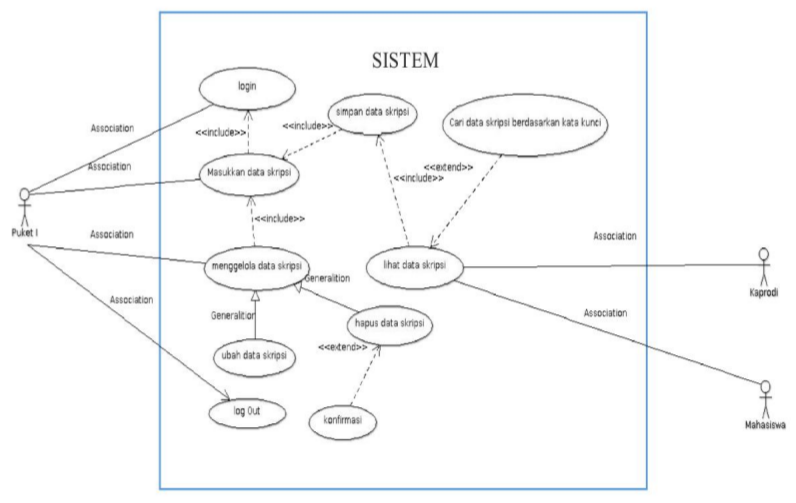 SISTEM
login
simpan data skripsi
Cari data skripsi berdasarkan kata kunci
Association
<<include>>
<<include>>
Association
Masukkan data skripsi
<<extend>>
<<include>>
Puket I
Association
<<include>>
Association
menggelola data skripsi
lihat data skripsi
Generalition
Kaprodi
Association
Generalition
hapus data skripsi
Association
<<extend>>
ubah data skripsi
log Out
konfirmasi
Mahasiswa